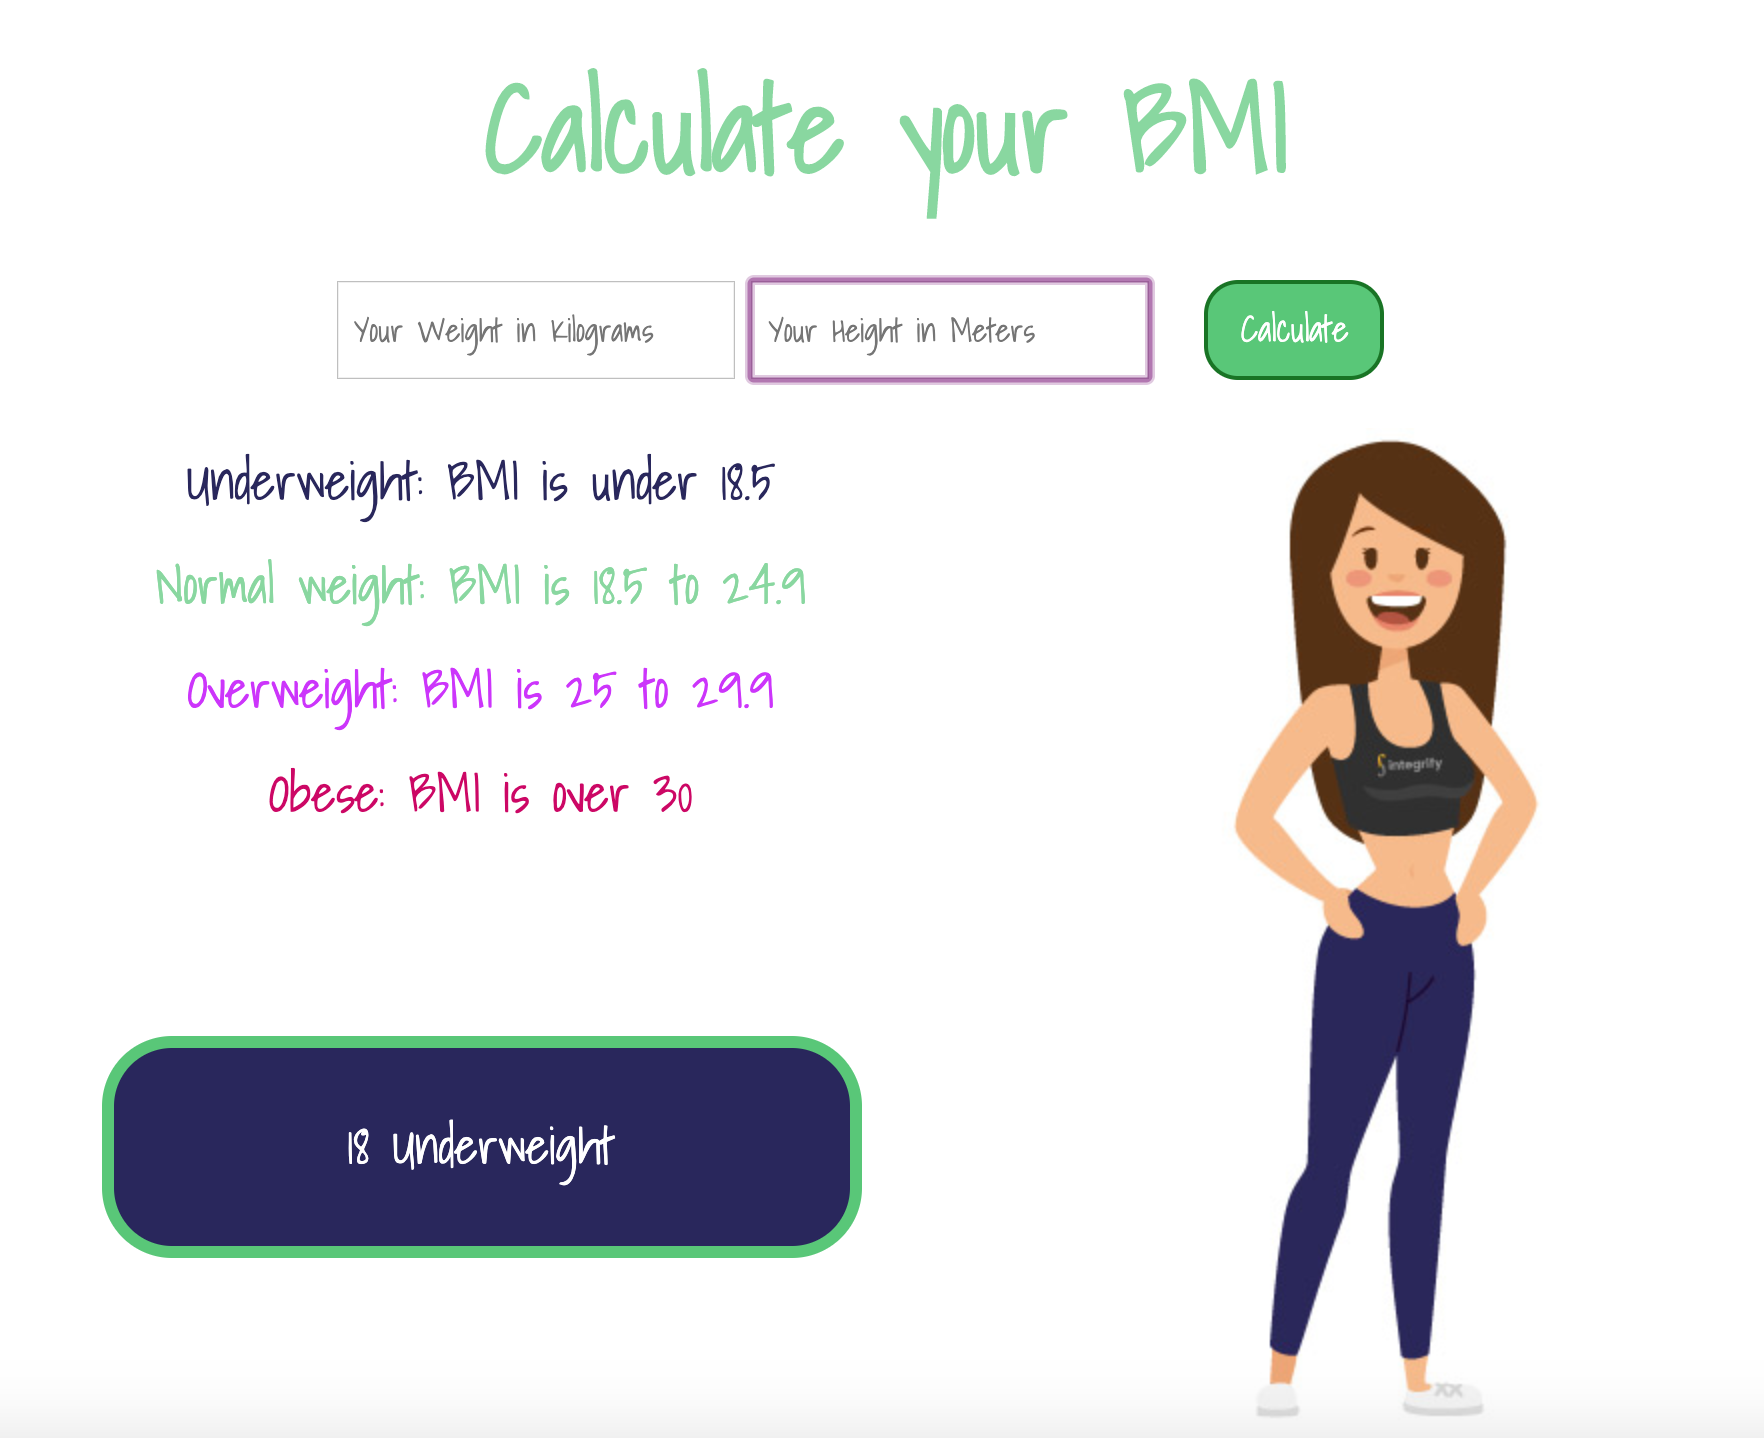 Calculate your BMI
Your Weight in Kilograms
Your Height in Meters
Calculate
Underweight: BMI is under 18.5
Normal weight: BMI is 18.5 to 24.9
Overweight: BMI is 25 to 29.9
Obese: BMI is over 30
integrify
18 Underweight